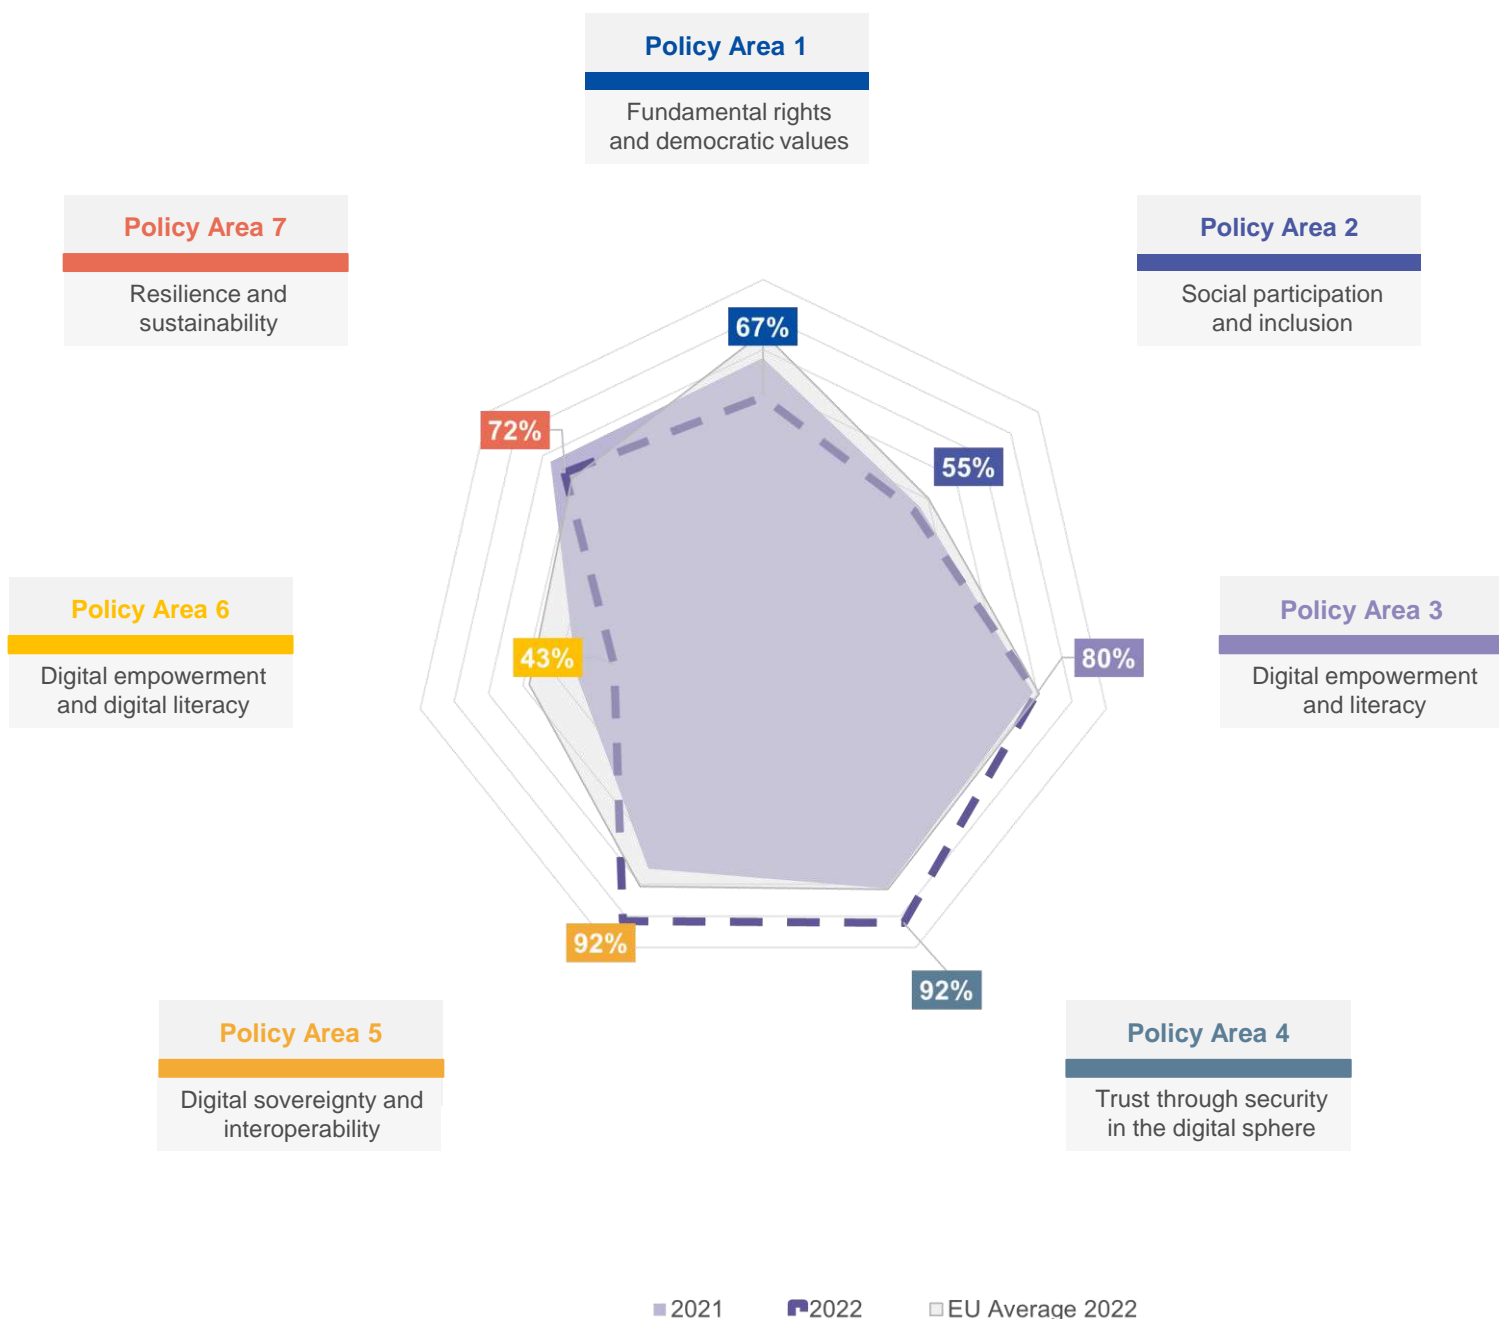 Policy Area 1
Fundamental rights
and democratic values
Policy Area 7
Resilience and
sustainability
Policy Area 2
Social participation
and inclusion
67%
72%
55%
Policy Area 6
Digital empowerment
and digital literacy
43%
80%
Policy Area 3
Digital empowerment
and literacy
92%
92%
Policy Area 5
Digital sovereignty and
interoperability
Policy Area 4
Trust through security
in the digital sphere
2021
2022
EU Average 2022